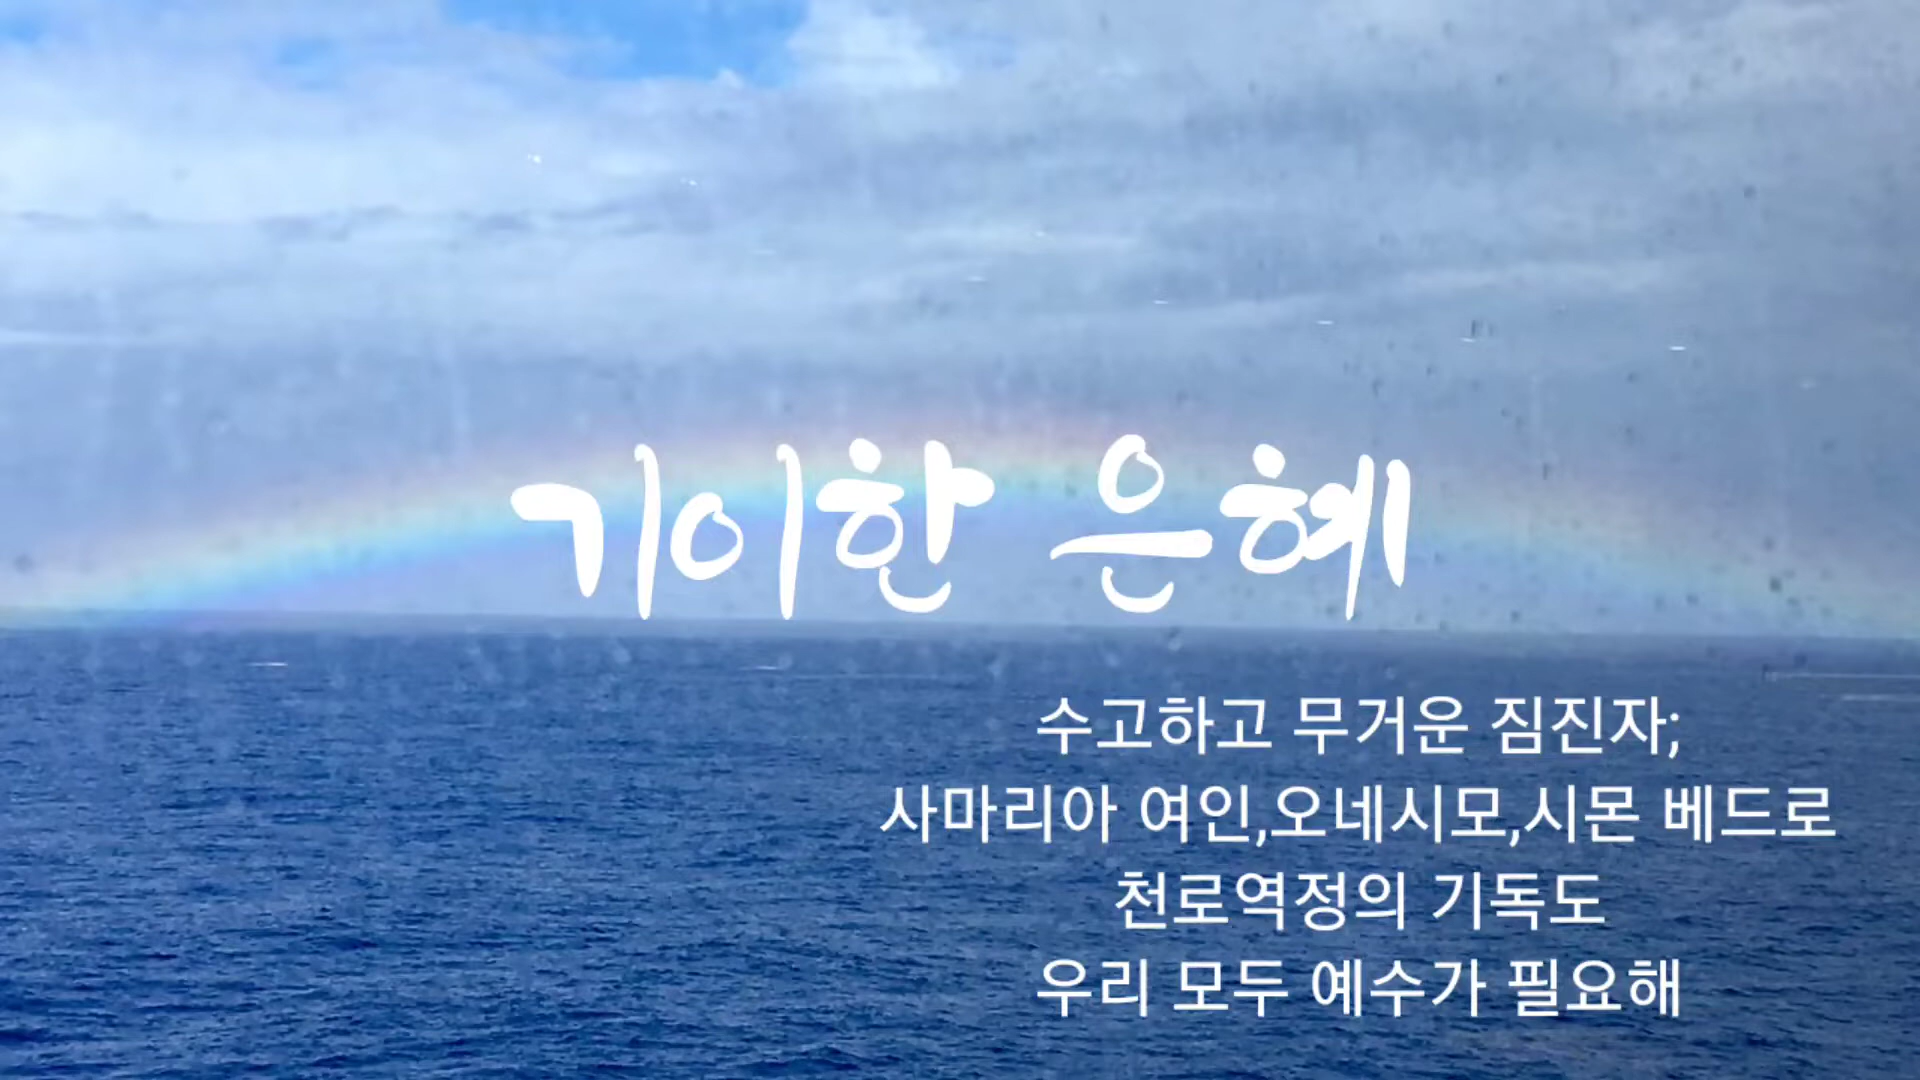 기이한 은혜
수고하고 무거운 짐진자;
사마리아 여인,오네시모,시몬 베드로
천로역정의 기독도
우리 모두 예수가 필요해